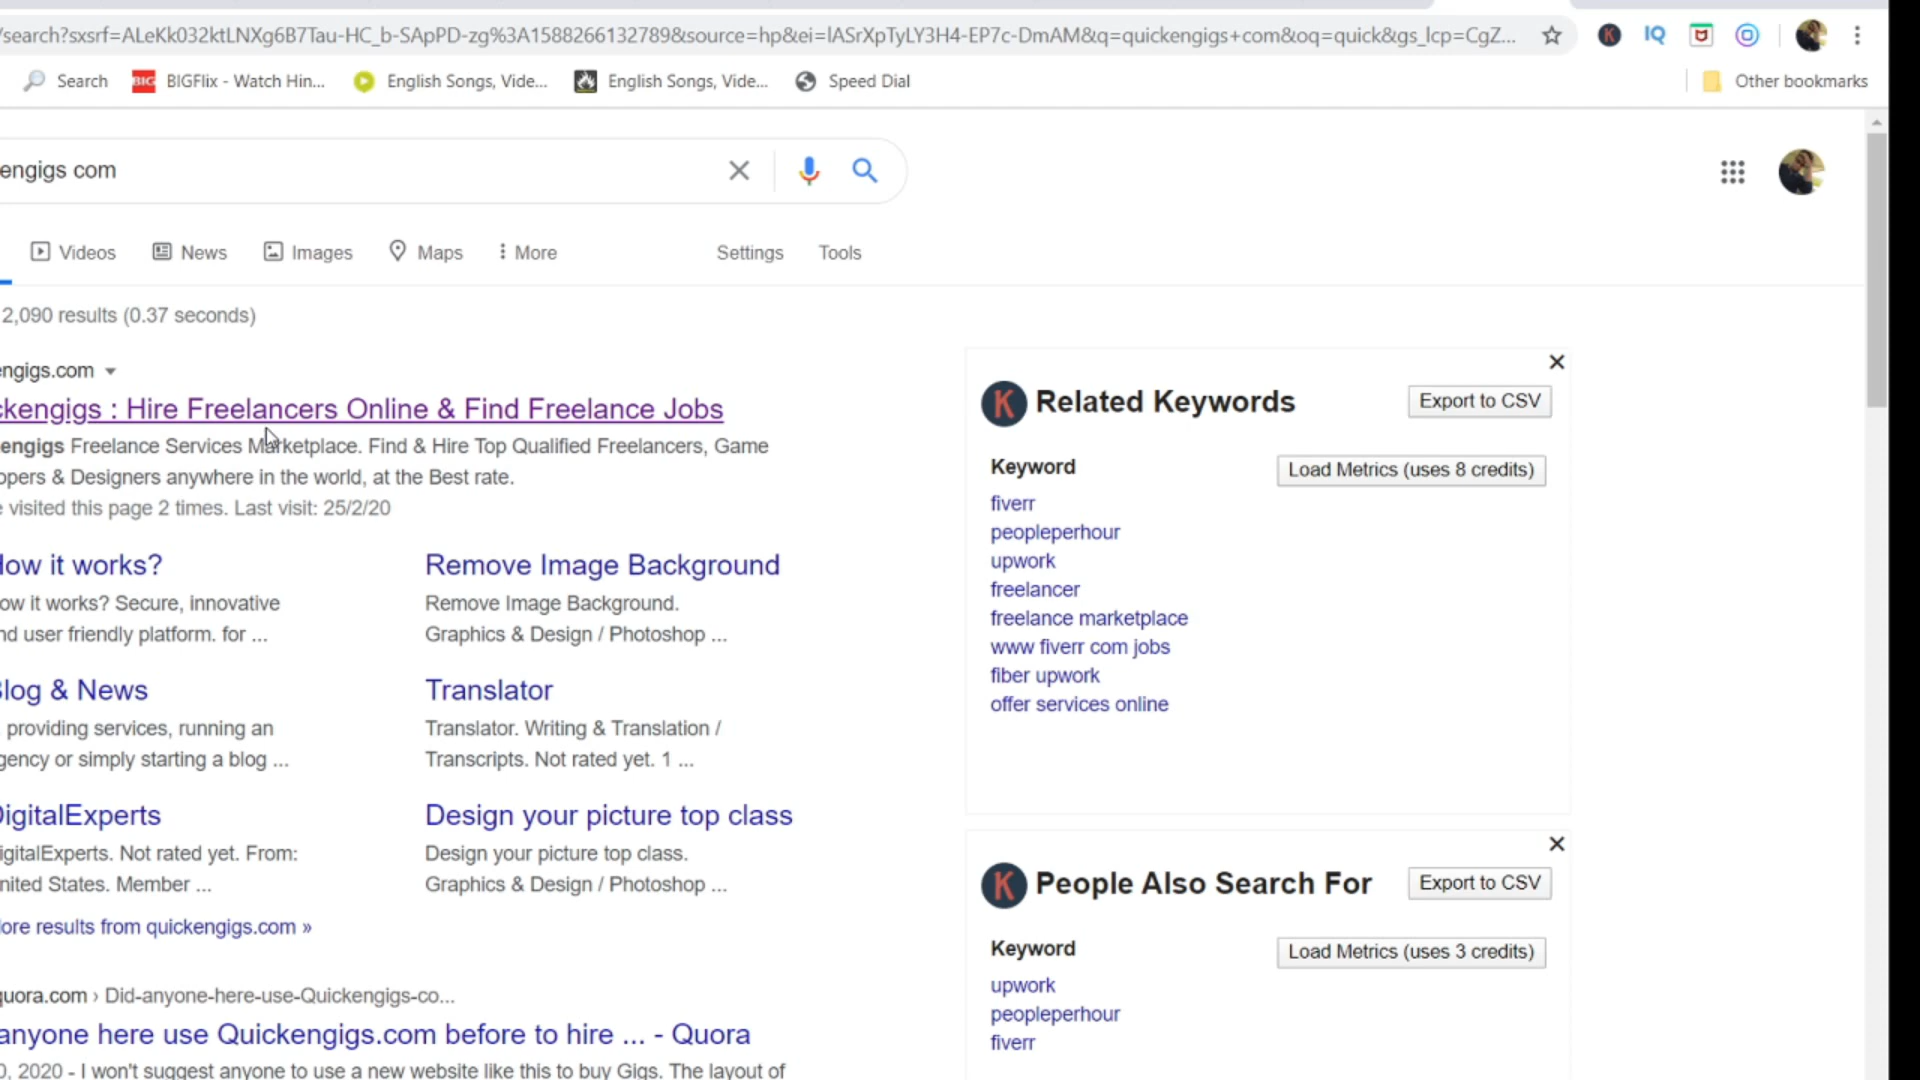 /search?sxsrf=ALeKk032ktLNXg6B7Tau-HC_b-SApPD-zg%3A1588266132789&source=hp&ei=lASrXpTyLY3H4-EP7c-DmAM&q=quickengigs+com&oq=quick&gs_lcp=CgZ...
Search BIG BIGFlix - Watch Hin... English Songs, Vide... English Songs, Vide... Speed Dial Other bookmarks
engigs com
Videos News Images Maps More Settings Tools
2,090 results (0.37 seconds)
engigs.com
ckengigs : Hire Freelancers Online & Find Freelance Jobs
engigs Freelance Services Marketplace. Find & Hire Top Qualified Freelancers, Game
opers & Designers anywhere in the world, at the Best rate.
e visited this page 2 times. Last visit: 25/2/20
How it works?
ow it works? Secure, innovative
nd user friendly platform. for ...
Remove Image Background
Remove Image Background.
Graphics & Design / Photoshop ...
Blog & News
, providing services, running an
gency or simply starting a blog ...
Translator
Translator. Writing & Translation /
Transcripts. Not rated yet. 1 ...
DigitalExperts
igitalExperts. Not rated yet. From:
nited States. Member ...
Design your picture top class
Design your picture top class.
Graphics & Design / Photoshop ...
ore results from quickengigs.com »
quora.com › Did-anyone-here-use-Quickengigs-co...
anyone here use Quickengigs.com before to hire ... - Quora
0, 2020 - I won't suggest anyone to use a new website like this to buy Gigs. The layout of
K Related Keywords Export to CSV
Keyword Load Metrics (uses 8 credits)
fiverr
peopleperhour
upwork
freelancer
freelance marketplace
www fiverr com jobs
fiber upwork
offer services online
K People Also Search For Export to CSV
Keyword Load Metrics (uses 3 credits)
upwork
peopleperhour
fiverr